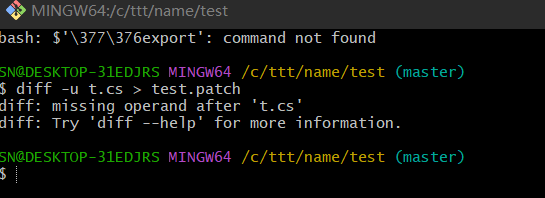 MINGW64:/c/ttt/name/test
bash: $'\377\376export': command not found
SN@DESKTOP-31EDJRS MINGW64 /c/ttt/name/test (master)
$ diff -u t.cs > test.patch
diff: missing operand after 't.cs'
diff: Try 'diff --help' for more information.
SN@DESKTOP-31EDJRS MINGW64 /c/ttt/name/test (master)
$